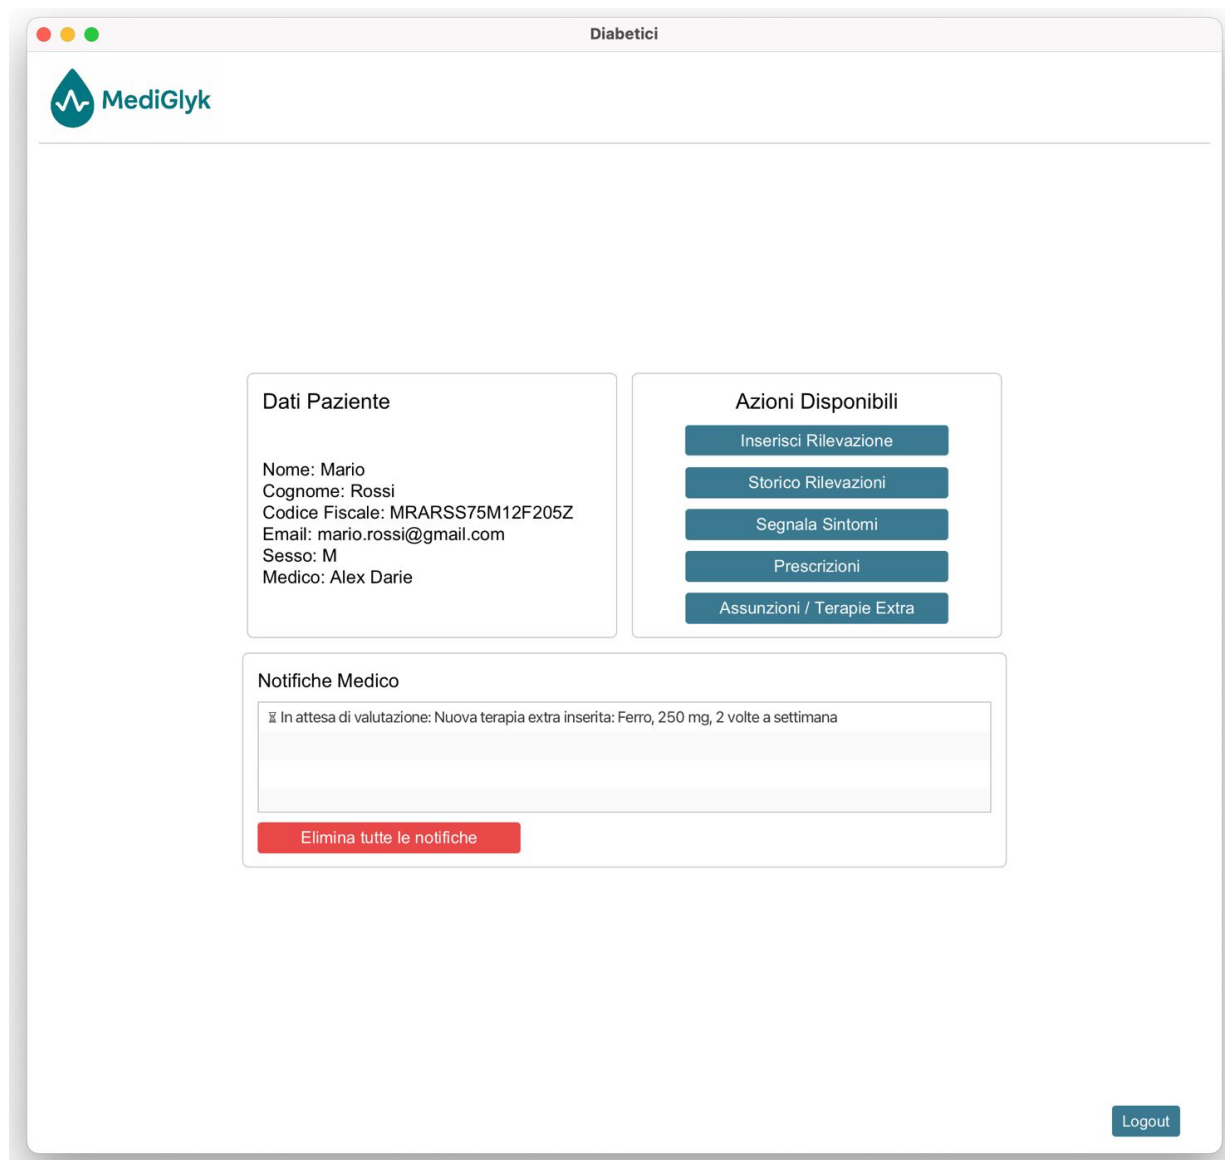 Diabetici
MediGlyk
Dati Paziente
Nome: Mario
Cognome: Rossi
Codice Fiscale: MRARSS75M12F205Z
Email: mario.rossi@gmail.com
Sesso: M
Medico: Alex Darie
Azioni Disponibili
Inserisci Rilevazione
Storico Rilevazioni
Segnala Sintomi
Prescrizioni
Assunzioni / Terapie Extra
Notifiche Medico
⏳ In attesa di valutazione: Nuova terapia extra inserita: Ferro, 250 mg, 2 volte a settimana
Elimina tutte le notifiche
Logout